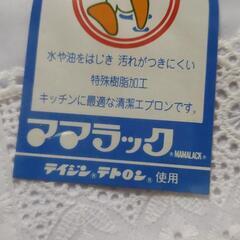 水や油をはじき 汚れがつきにくい
特殊樹脂加工
キッチンに最適な清潔エプロンです。
ママラック®
MAMALACK®
テイジン®テトロン®使用